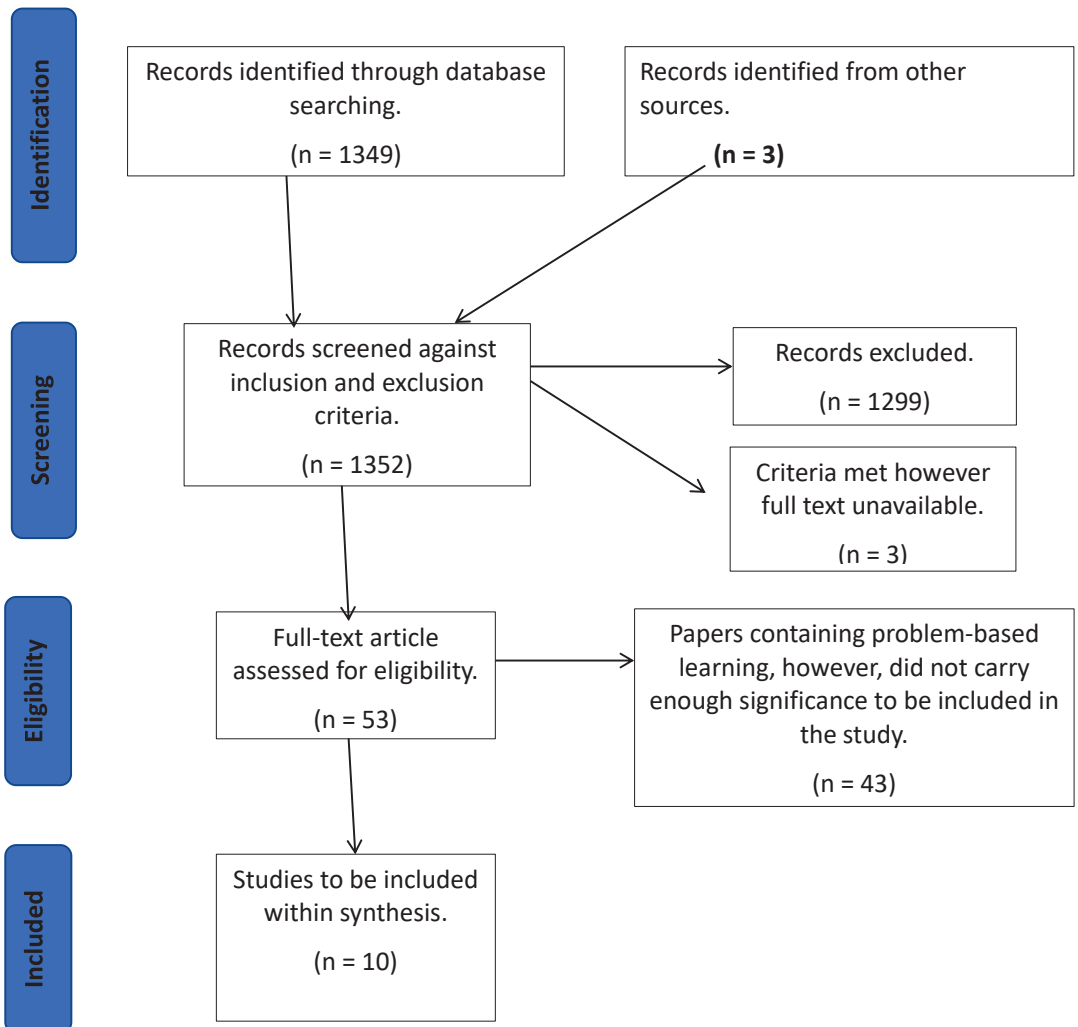 Identification
Records identified through database
searching.
(n = 1349)
Records identified from other
sources.
(n = 3)
Screening
Records screened against
inclusion and exclusion
criteria.
(n = 1352)
Records excluded.
(n = 1299)
Criteria met however
full text unavailable.
(n = 3)
Eligibility
Full-text article
assessed for eligibility.
(n = 53)
Papers containing problem-based
learning, however, did not carry
enough significance to be included in
the study.
(n = 43)
Included
Studies to be included
within synthesis.
(n = 10)